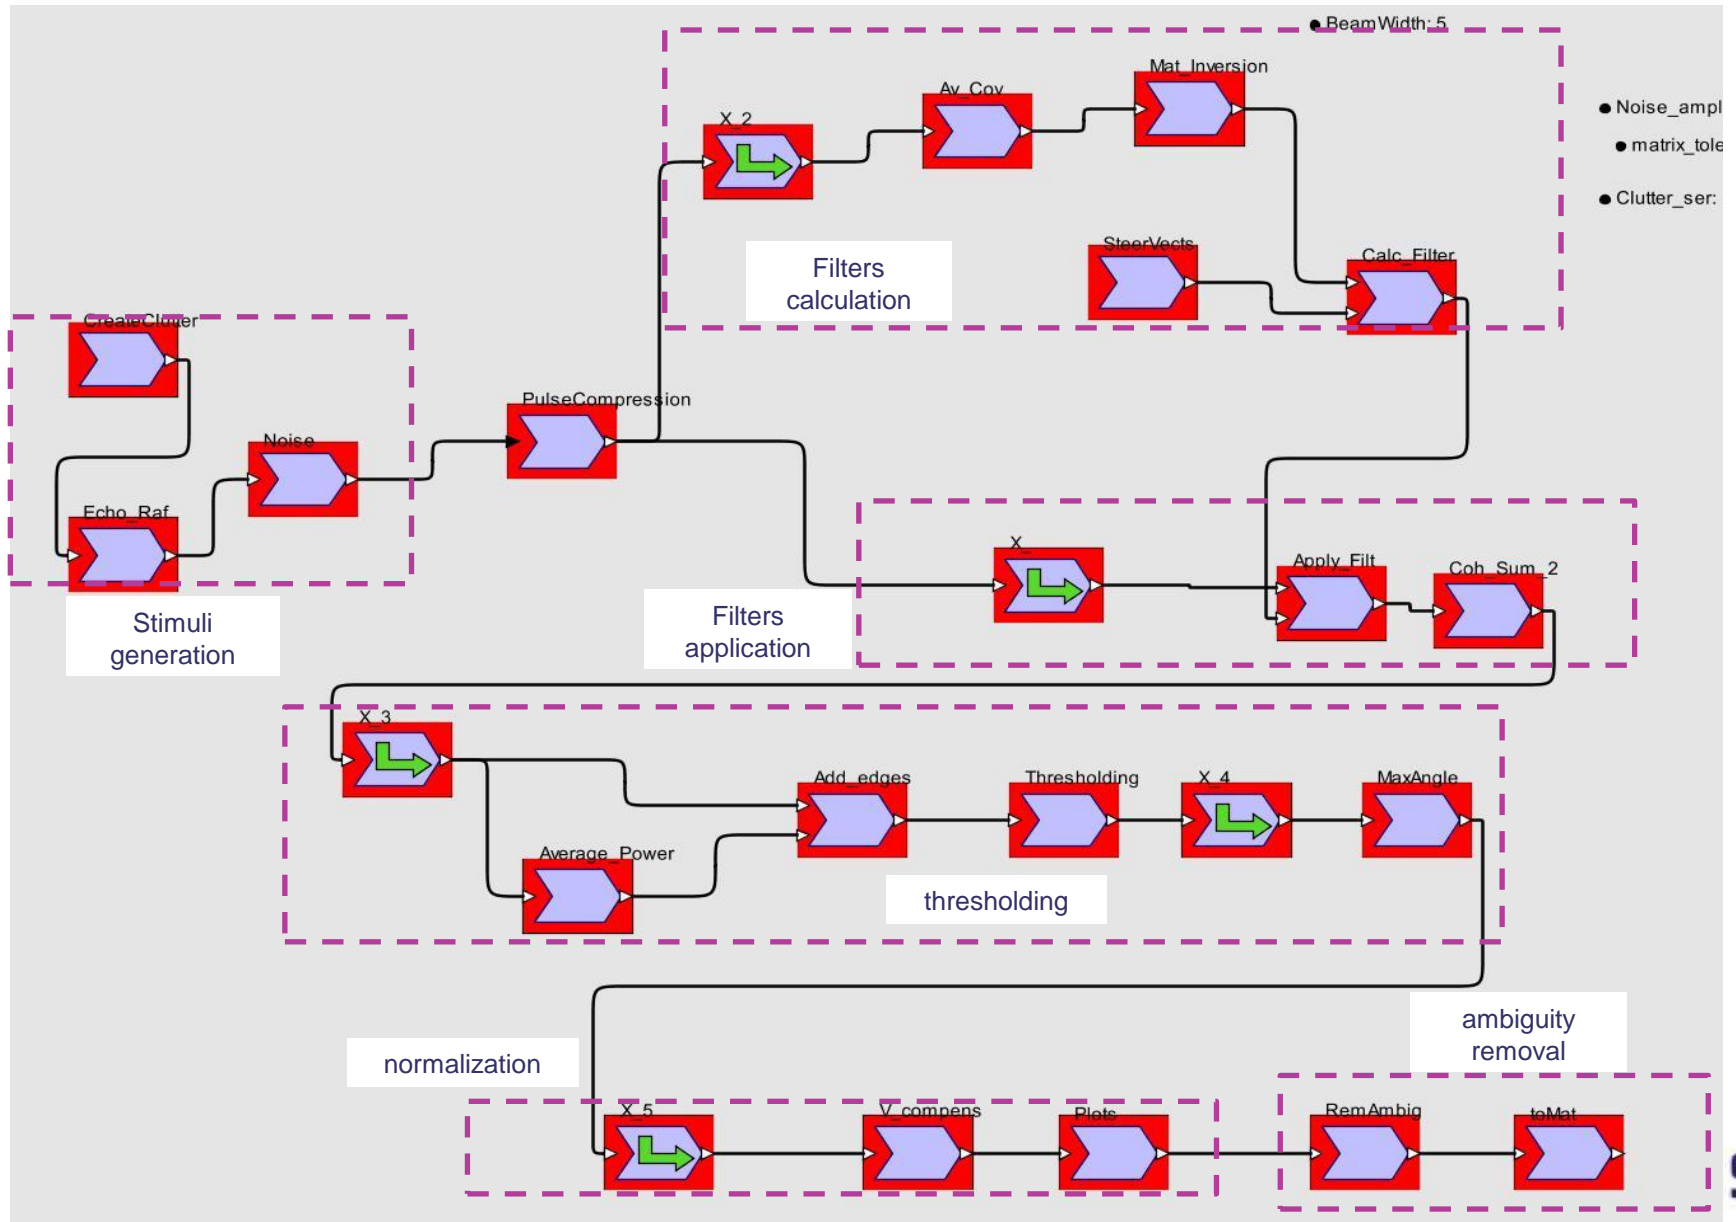 BeamWidth: 5
Mat_Inversion
Av_Cov
X_2
Noise_ampl
matrix_tole
Clutter_ser:
SteerVects
Calc_Filter
Filters
calculation
CreateClutter
PulseCompression
Noise
Echo_Raf
X_
Apply_Filt
Coh_Sum_2
Stimuli
generation
Filters
application
X_3
Add_edges
Thresholding
X_4
MaxAngle
Average_Power
thresholding
ambiguity
removal
normalization
X_5
V_compens
Plots
RemAmbig
toMat